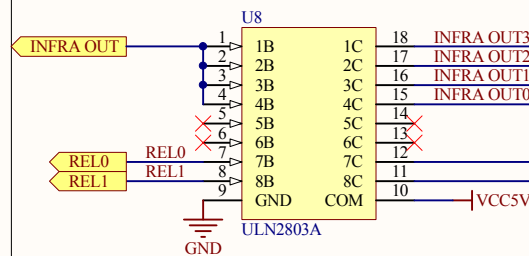 U8
INFRA OUT 1 1B 1C 18 INFRA OUT3
2 2B 2C 17 INFRA OUT2
3 3B 3C 16 INFRA OUT1
4 4B 4C 15 INFRA OUT0
5 5B 5C 14
6 6B 6C 13
REL0 REL0 7 7B 7C 12
REL1 REL1 8 8B 8C 11
9 GND COM 10 VCC5V
ULN2803A
GND